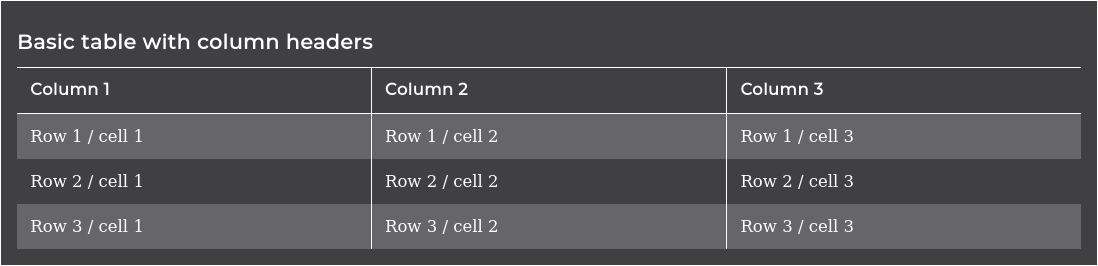 Basic table with column headers
Column 1 Column 2 Column 3
Row 1 / cell 1 Row 1 / cell 2 Row 1 / cell 3
Row 2 / cell 1 Row 2 / cell 2 Row 2 / cell 3
Row 3 / cell 1 Row 3 / cell 2 Row 3 / cell 3